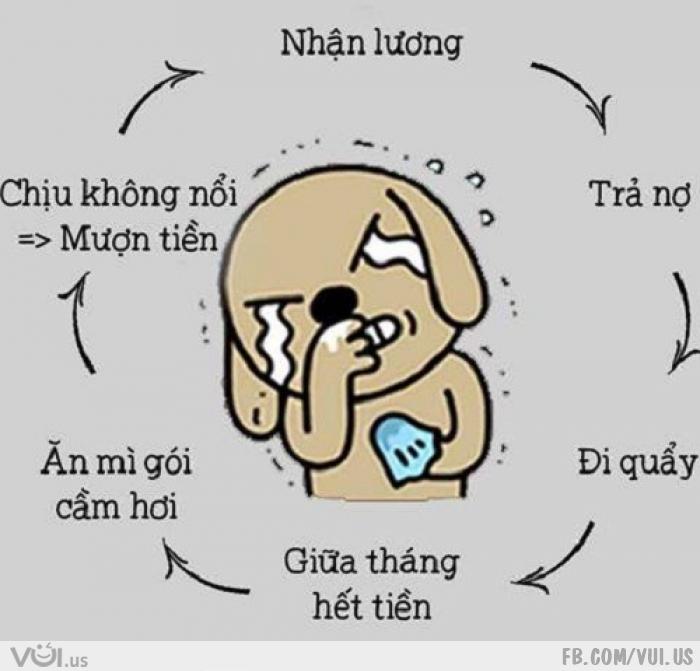 Nhận lương
Trả nợ
Đi quẩy
Giữa tháng
hết tiền
Ăn mì gói
cầm hơi
Chịu không nổi
=> Mượn tiền
VUI.us
FB.COM/VUI.US